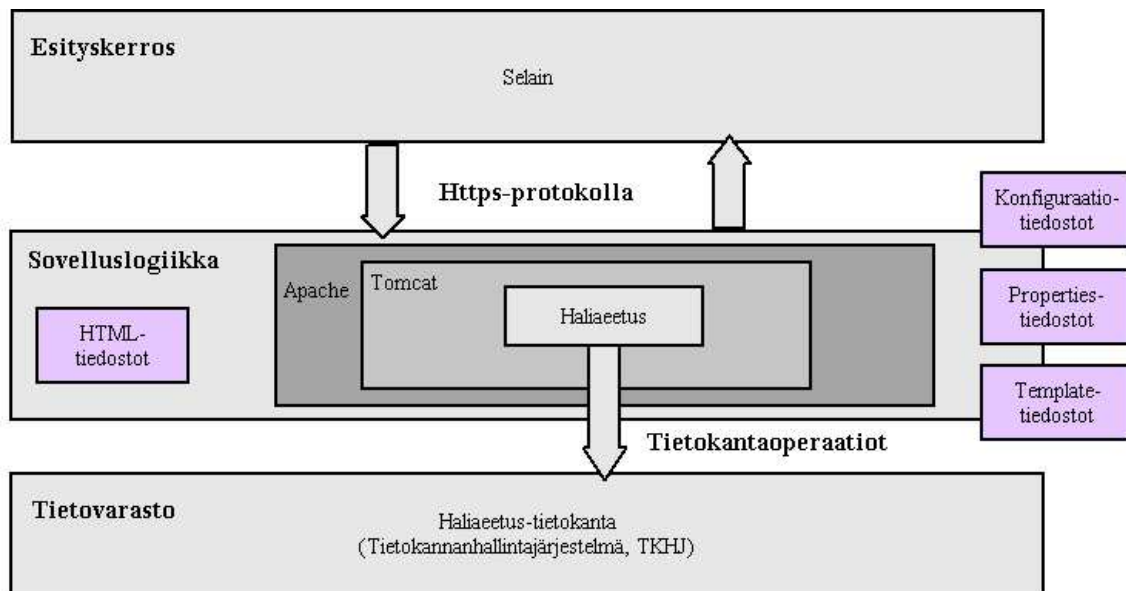 Esityskerros
Selain
Https-protokolla
Konfiguraatio-
tiedostot
Sovelluslogiikka
Apache
Tomcat
Haliaeetus
HTML-
tiedostot
Properties-
tiedostot
Template-
tiedostot
Tietokantaoperaatiot
Tietovarasto
Haliaeetus-tietokanta
(Tietokannanhallintajärjestelmä, TKHJ)